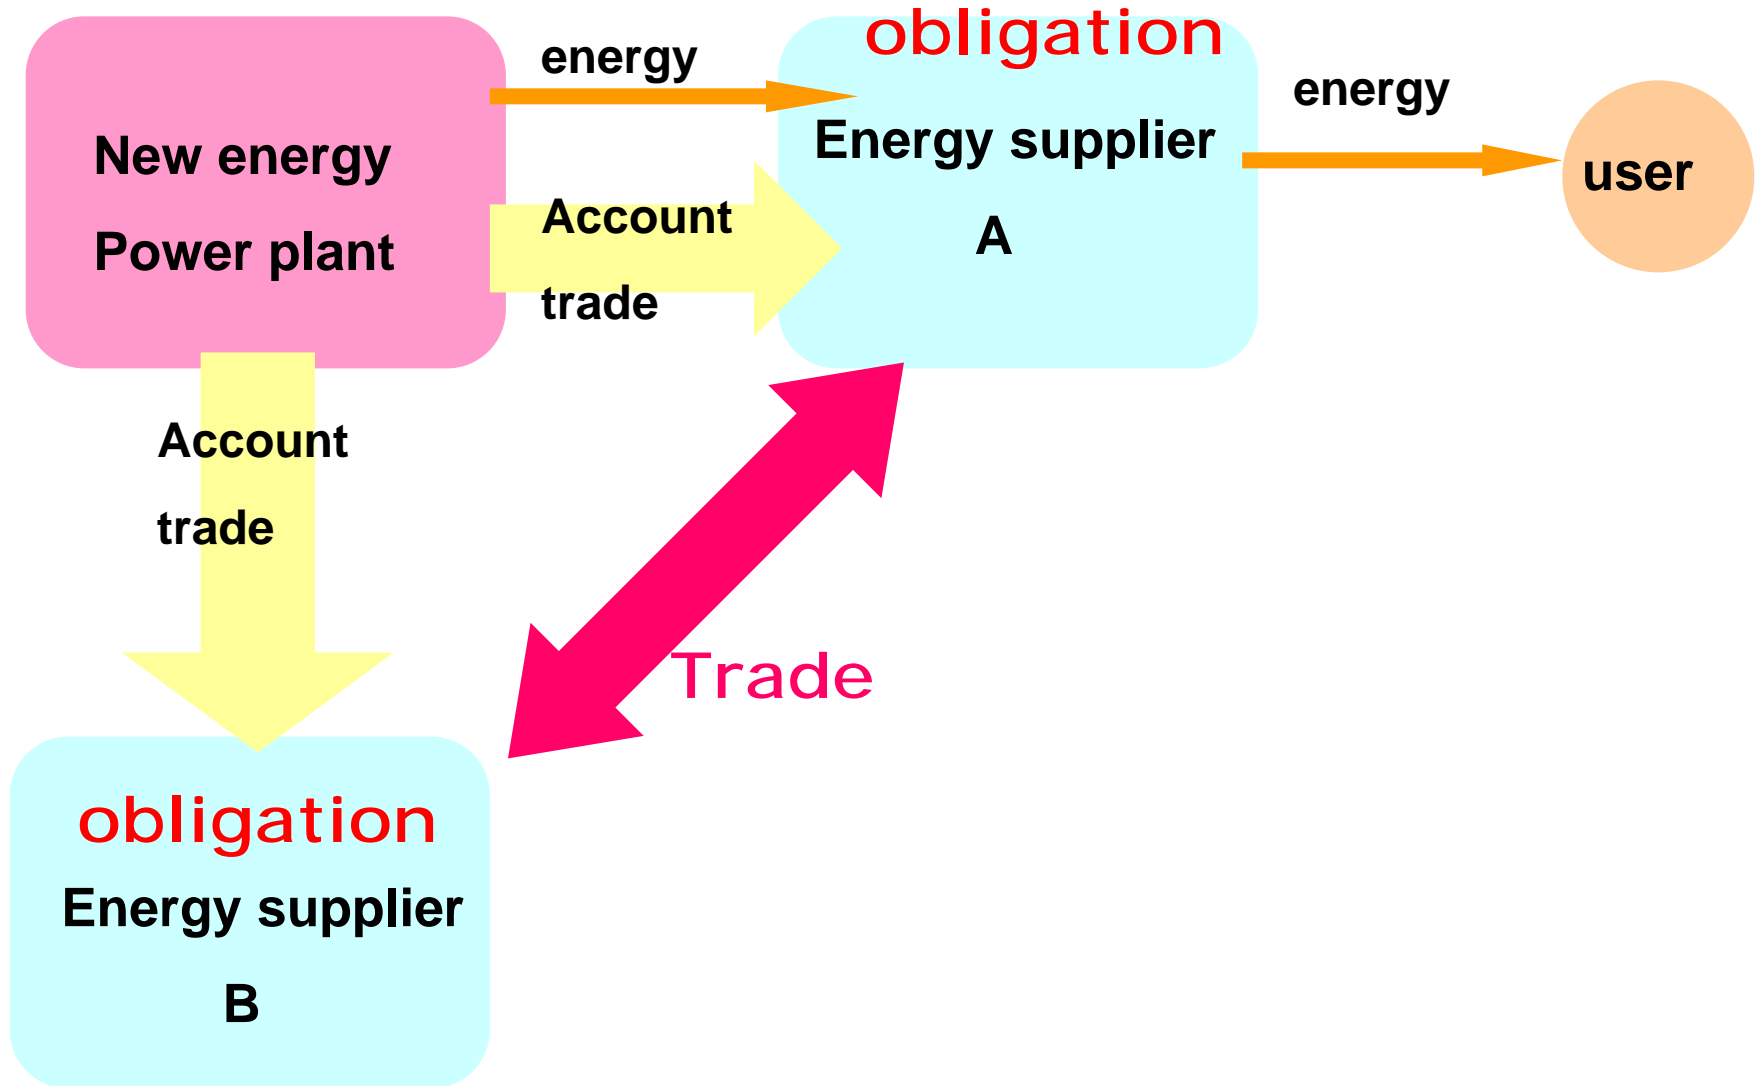 obligation
energy
energy
Energy supplier
A
New energy
Power plant
user
Account
trade
Account
trade
Trade
obligation
Energy supplier
B